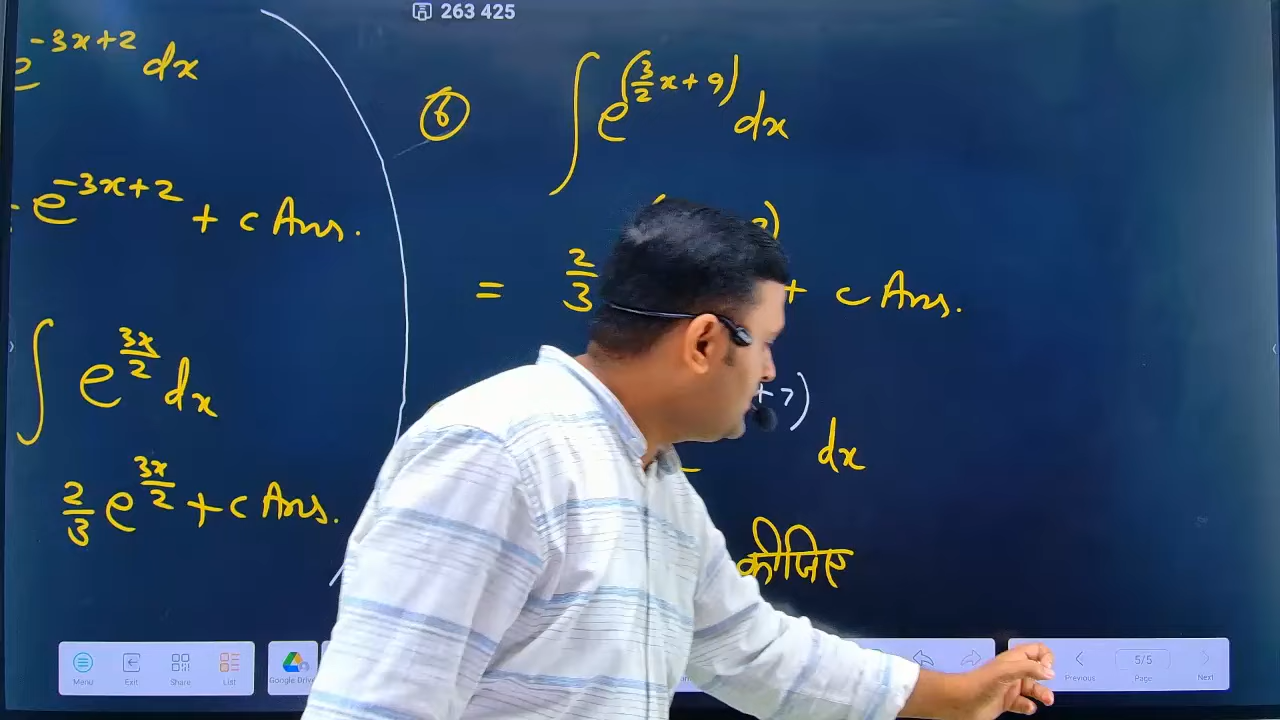 263 425
e^{-3x+2} dx
e^{-3x+2} + c Ans.
∫ e^{3x/2} dx
2/3 e^{3x/2} + c Ans.
⑥ ∫ e^{(3/2 x + 9)} dx
= 2/3 + c Ans.
+ 7) dx
कीजिए
Menu Exit Share List Google Drive Previous 5/5 Page Next